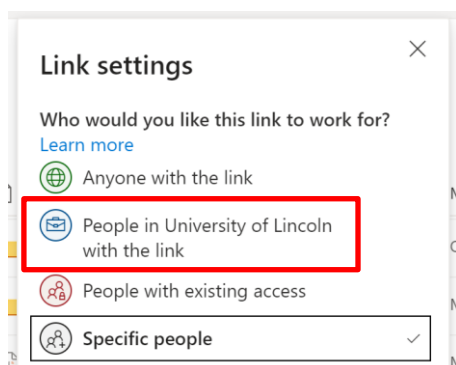 Link settings
Who would you like this link to work for?
Learn more
Anyone with the link
People in University of Lincoln
with the link
People with existing access
Specific people